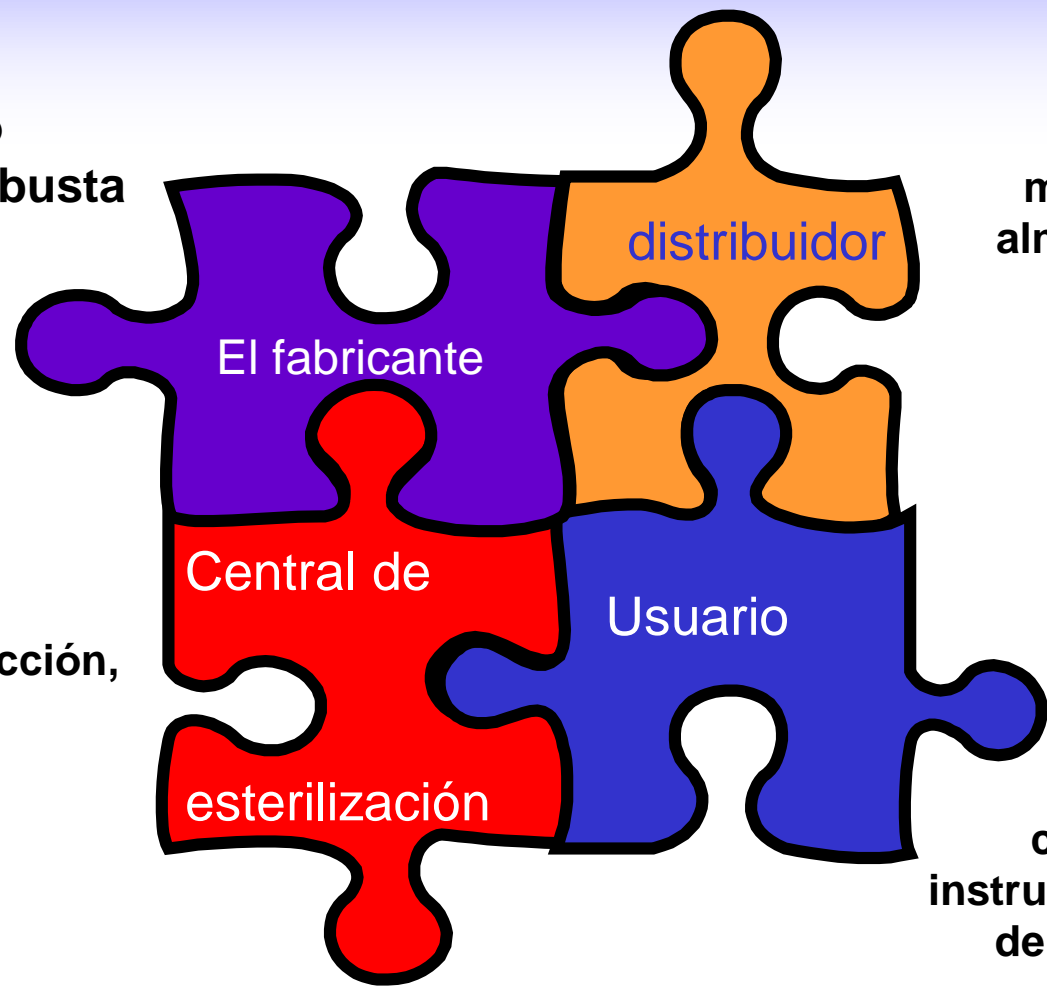 busta
distribuidor
El fabricante
Central de
Usuario
cción,
esterilización
instru
de